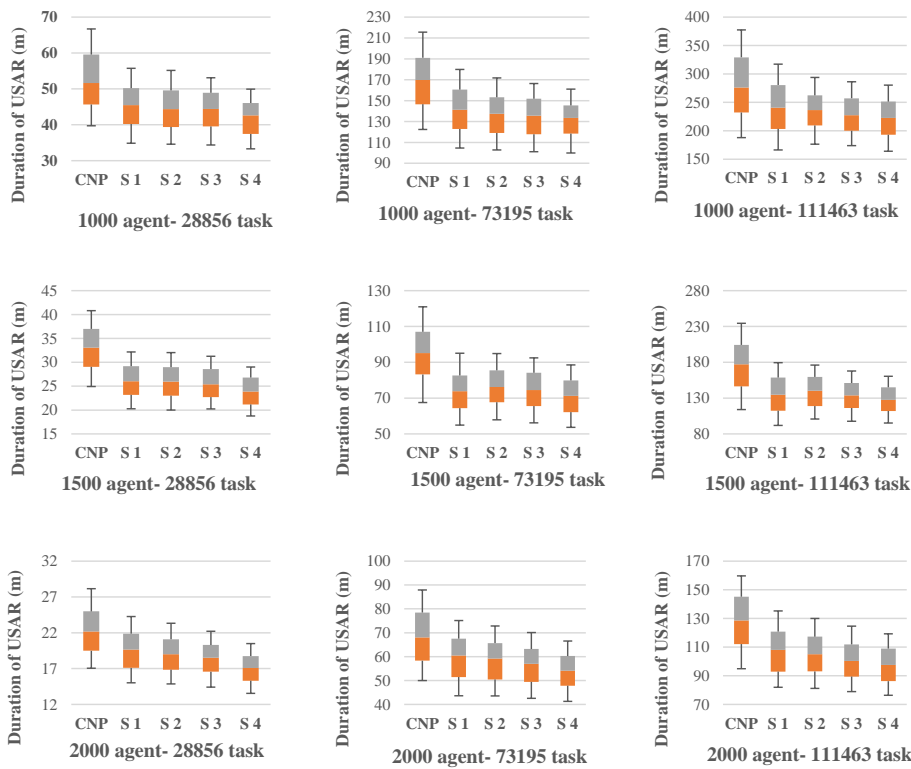 Duration of USAR (m)
70
60
50
40
30
CNP S 1 S 2 S 3 S 4
1000 agent- 28856 task
Duration of USAR (m)
230
210
190
170
150
130
110
90
CNP S 1 S 2 S 3 S 4
1000 agent- 73195 task
Duration of USAR (m)
400
350
300
250
200
150
CNP S 1 S 2 S 3 S 4
1000 agent- 111463 task
Duration of USAR (m)
45
40
35
30
25
20
15
CNP S 1 S 2 S 3 S 4
1500 agent- 28856 task
Duration of USAR (m)
130
110
90
70
50
CNP S 1 S 2 S 3 S 4
1500 agent- 73195 task
Duration of USAR (m)
280
230
180
130
80
CNP S 1 S 2 S 3 S 4
1500 agent- 111463 task
Duration of USAR (m)
32
27
22
17
12
CNP S 1 S 2 S 3 S 4
2000 agent- 28856 task
Duration of USAR (m)
100
90
80
70
60
50
40
CNP S 1 S 2 S 3 S 4
2000 agent- 73195 task
Duration of USAR (m)
170
150
130
110
90
70
CNP S 1 S 2 S 3 S 4
2000 agent- 111463 task